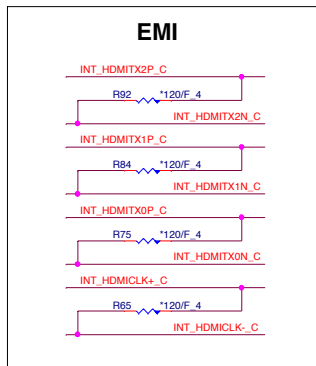 EMI
INT_HDMITX2P_C
R92 *120/F_4
INT_HDMITX2N_C
INT_HDMITX1P_C
R84 *120/F_4
INT_HDMITX1N_C
INT_HDMITX0P_C
R75 *120/F_4
INT_HDMITX0N_C
INT_HDMICLK+_C
R65 *120/F_4
INT_HDMICLK-_C